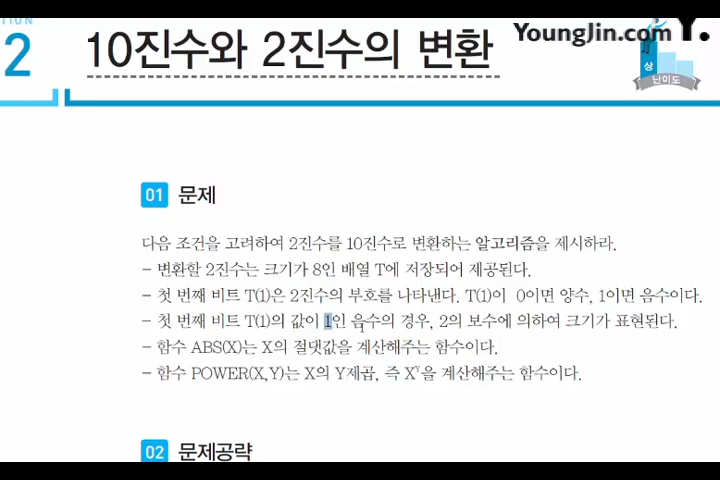 TION
YoungJin.com Y.
2
10진수와 2진수의 변환
상
난이도
01 문제
다음 조건을 고려하여 2진수를 10진수로 변환하는 알고리즘을 제시하라.
- 변환할 2진수는 크기가 8인 배열 T에 저장되어 제공된다.
- 첫 번째 비트 T(1)은 2진수의 부호를 나타낸다. T(1)이 0이면 양수, 1이면 음수이다.
- 첫 번째 비트 T(1)의 값이 1인 음수의 경우, 2의 보수에 의하여 크기가 표현된다.
- 함수 ABS(X)는 X의 절댓값을 계산해주는 함수이다.
- 함수 POWER(X,Y)는 X의 Y제곱, 즉 Xʸ을 계산해주는 함수이다.
02 문제공략